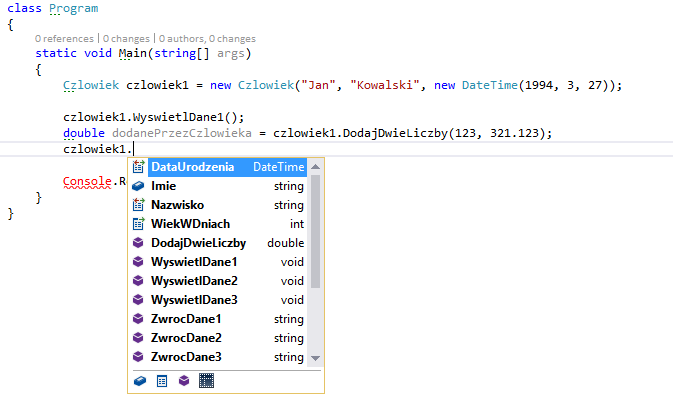 class Program
{
0 references | 0 changes | 0 authors, 0 changes
static void Main(string[] args)
{
Czlowiek czlowiek1 = new Czlowiek("Jan", "Kowalski", new DateTime(1994, 3, 27));
czlowiek1.WyswietlDane1();
double dodanePrzezCzlowieka = czlowiek1.DodajDwieLiczby(123, 321.123);
czlowiek1.
DataUrodzenia DateTime
Console.R
Imie string
Nazwisko string
WiekWDniach int
DodajDwieLiczby double
WyswietlDane1 void
WyswietlDane2 void
WyswietlDane3 void
ZwrocDane1 string
ZwrocDane2 string
ZwrocDane3 string
}
}